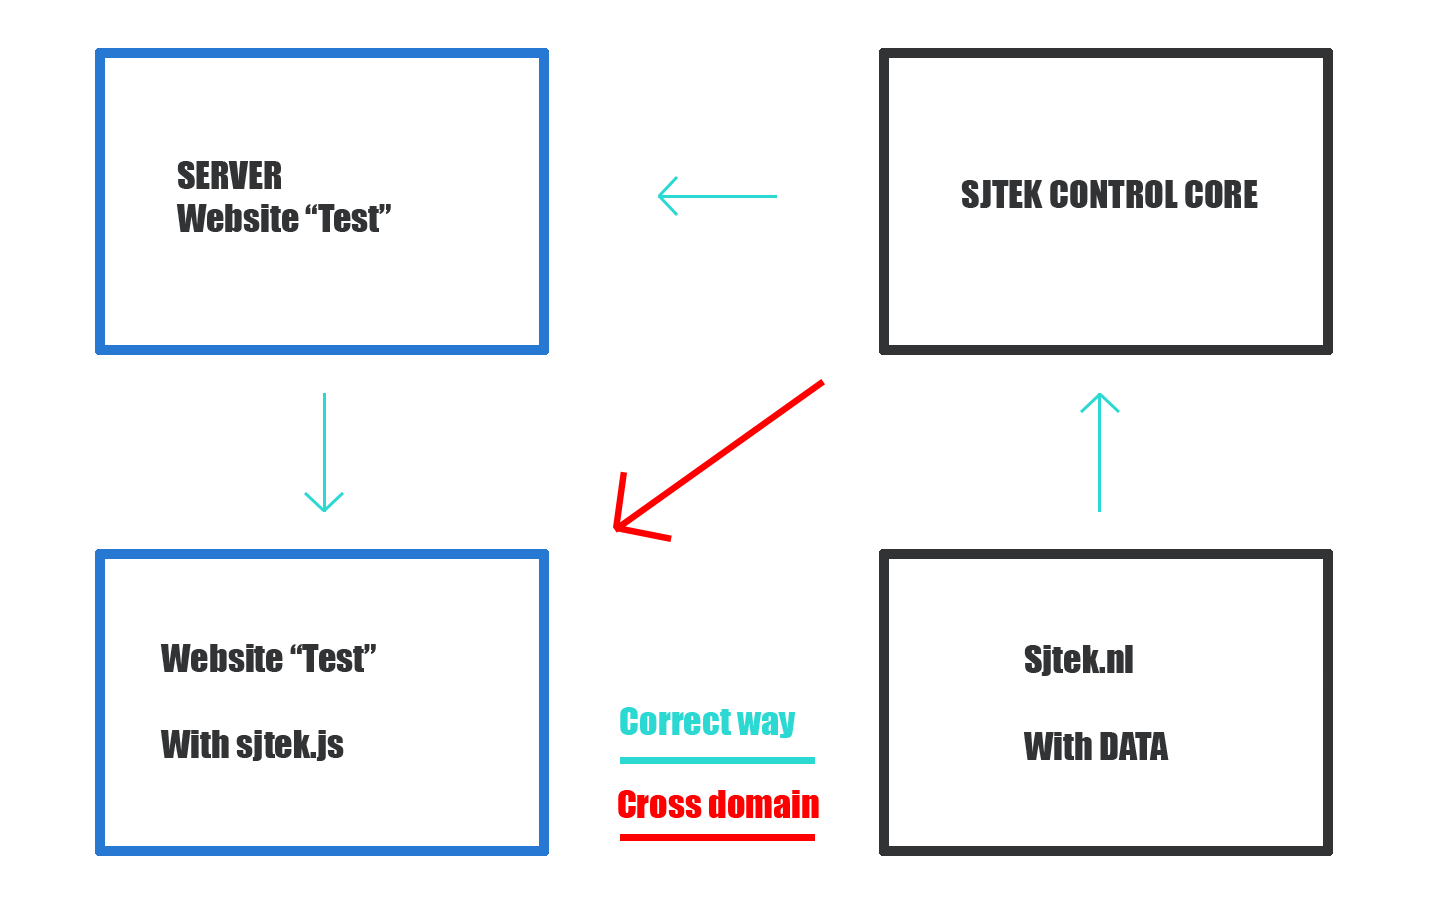 SERVER
Website “Test”
SJTEK CONTROL CORE
Website “Test”
With sjtek.js
Correct way
Cross domain
Sjtek.nl
With DATA